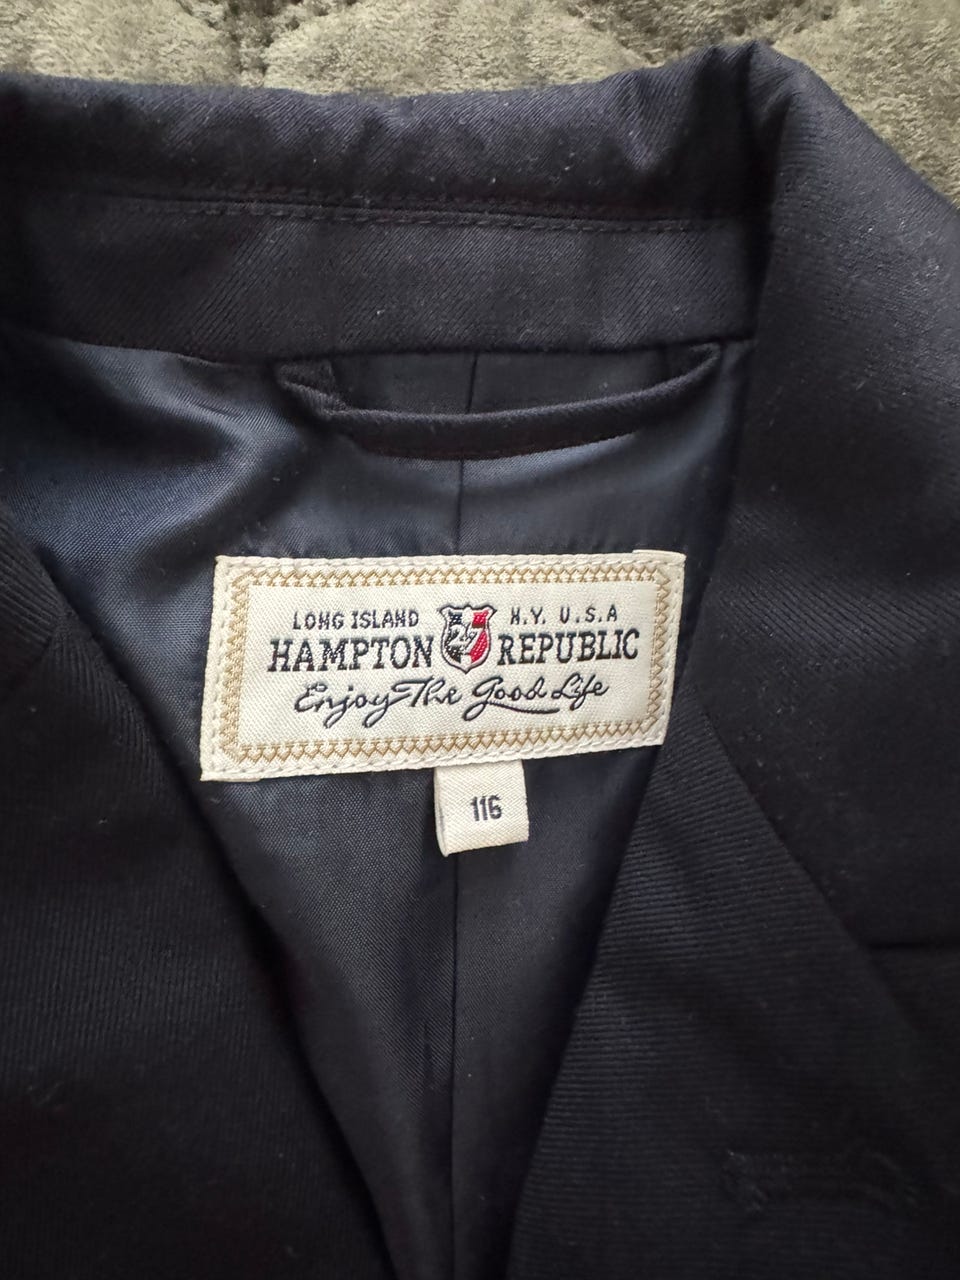 LONG ISLAND N.Y. U.S.A
HAMPTON REPUBLIC
Enjoy The Good Life
116